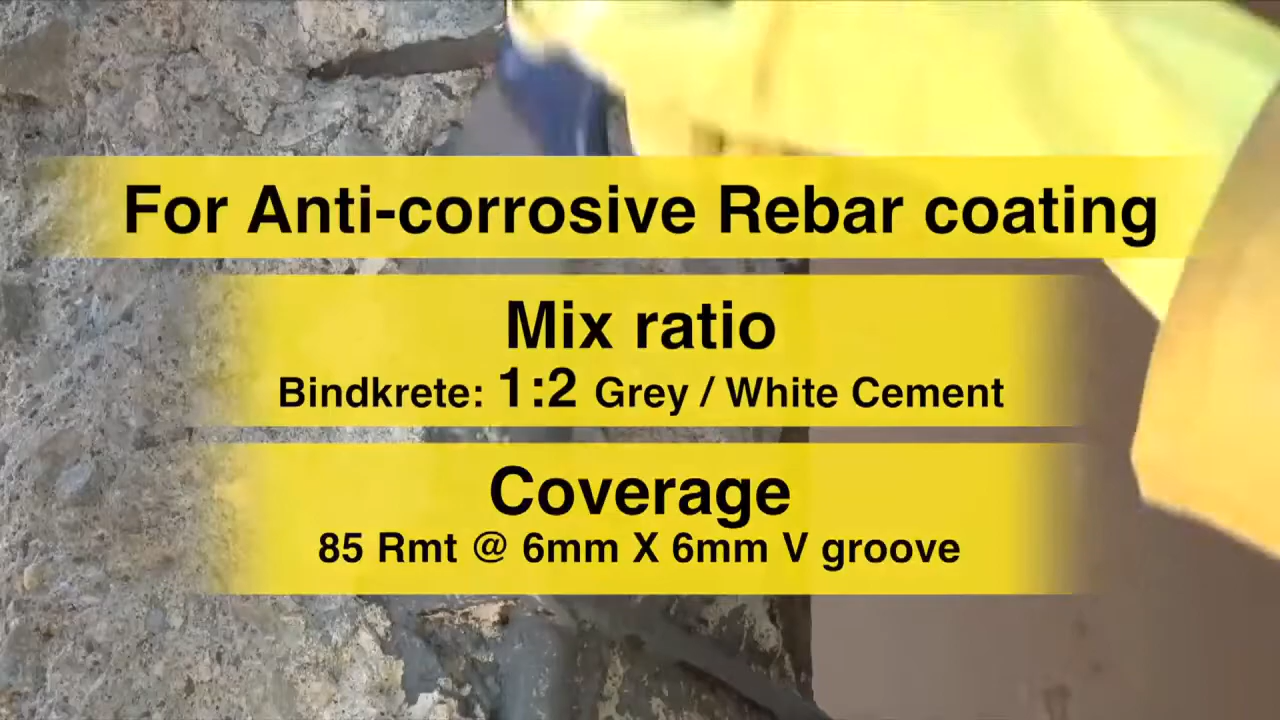 For Anti-corrosive Rebar coating
Mix ratio
Bindkrete: 1:2 Grey / White Cement
Coverage
85 Rmt @ 6mm X 6mm V groove